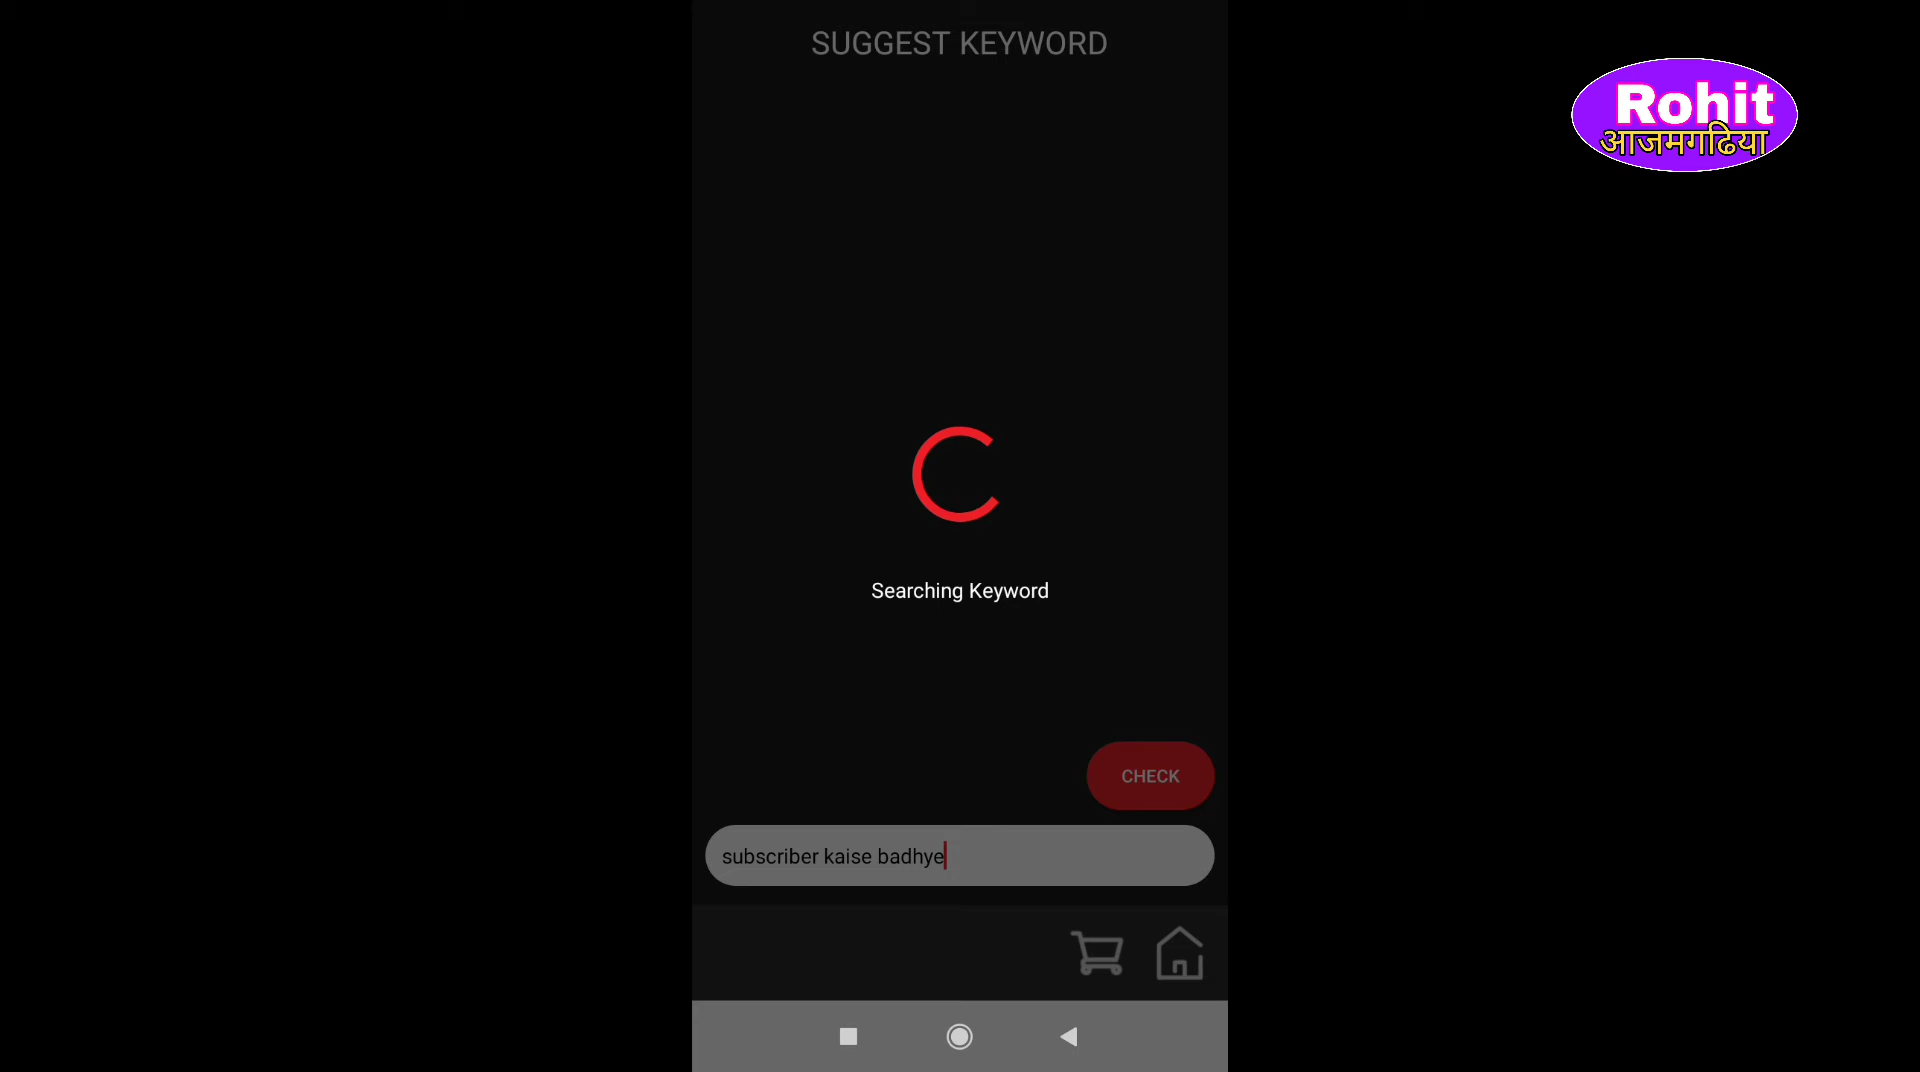 SUGGEST KEYWORD
Rohit
आजमगढिया
Searching Keyword
CHECK
subscriber kaise badhye